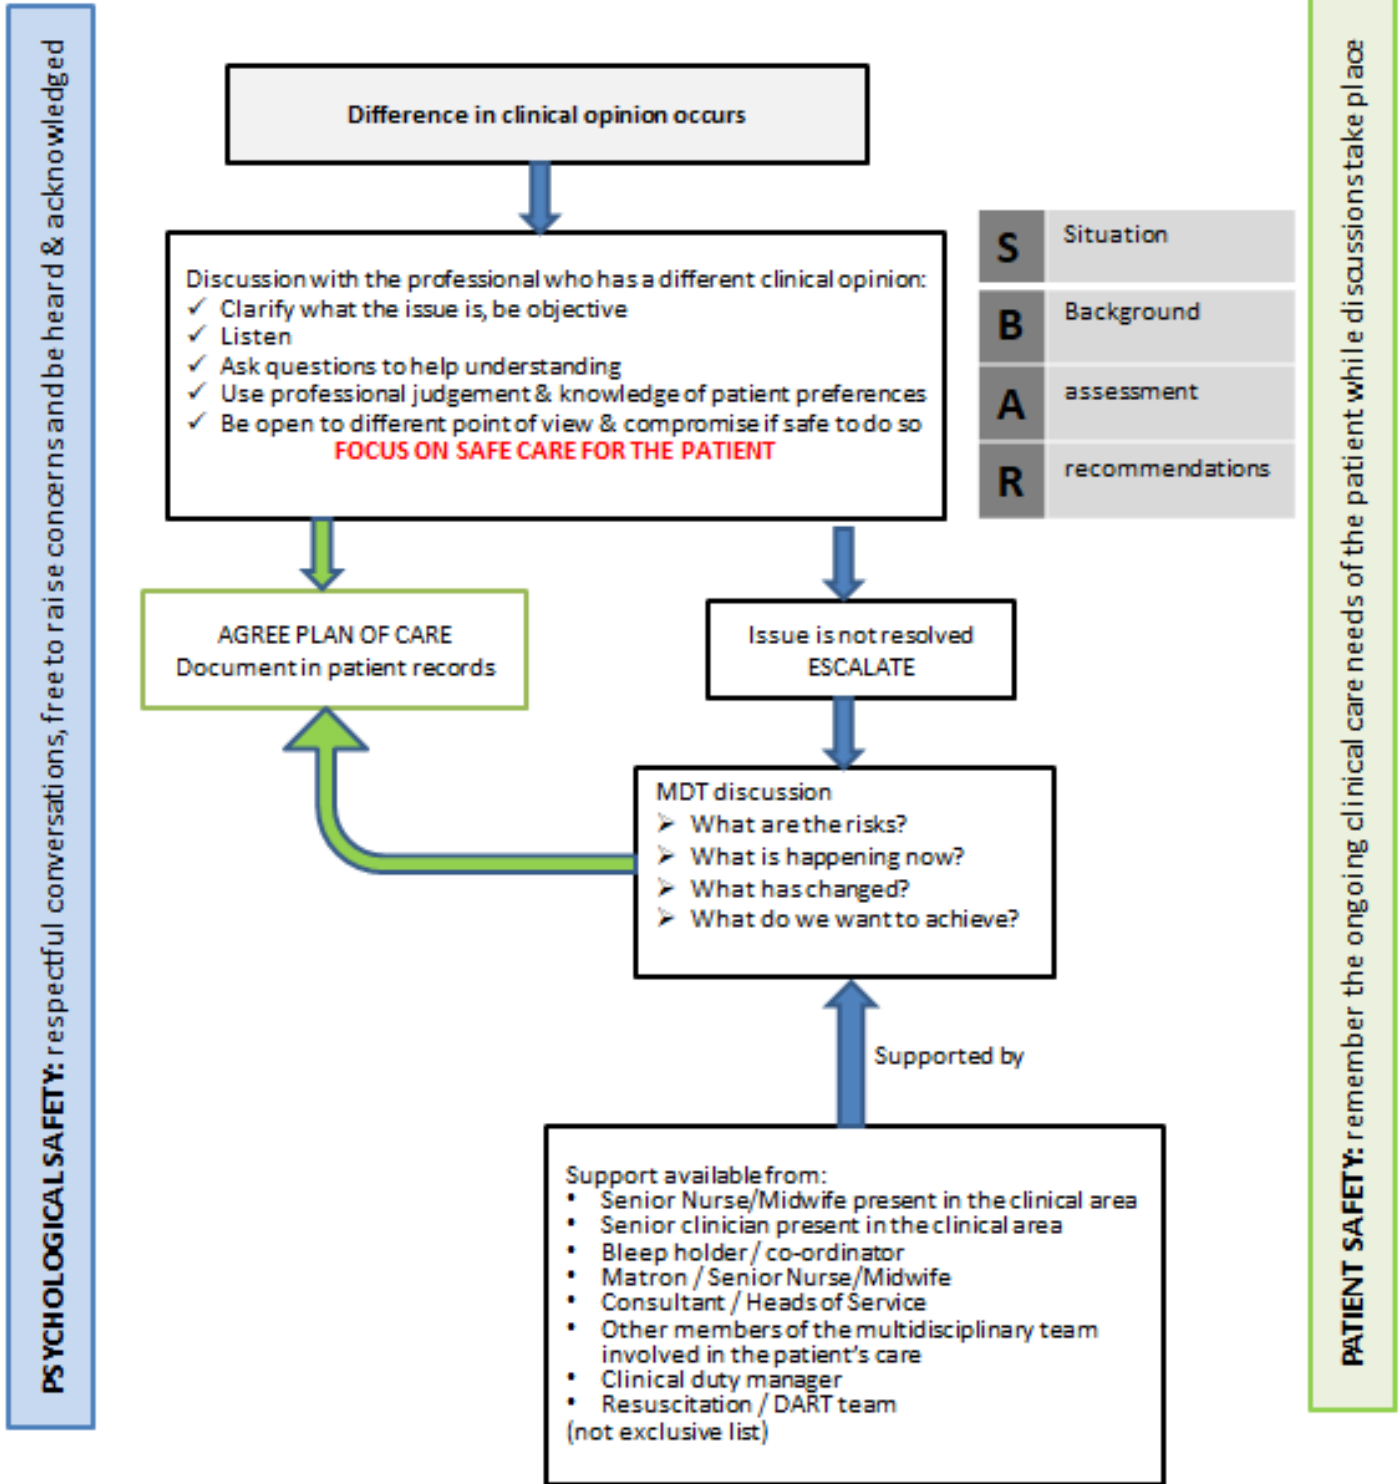 PSYCHOLOGICAL SAFETY: respectful conversations, free to raise concerns and be heard & acknowledged
Difference in clinical opinion occurs
Discussion with the professional who has a different clinical opinion:
✓ Clarify what the issue is, be objective
✓ Listen
✓ Ask questions to help understanding
✓ Use professional judgement & knowledge of patient preferences
✓ Be open to different point of view & compromise if safe to do so
FOCUS ON SAFE CARE FOR THE PATIENT
S Situation
B Background
A assessment
R recommendations
AGREE PLAN OF CARE
Document in patient records
Issue is not resolved
ESCALATE
MDT discussion
➢ What are the risks?
➢ What is happening now?
➢ What has changed?
➢ What do we want to achieve?
Supported by
Support available from:
• Senior Nurse/Midwife present in the clinical area
• Senior clinician present in the clinical area
• Bleep holder / co-ordinator
• Matron / Senior Nurse/Midwife
• Consultant / Heads of Service
• Other members of the multidisciplinary team
involved in the patient's care
• Clinical duty manager
• Resuscitation / DART team
(not exclusive list)
PATIENT SAFETY: remember the ongoing clinical care needs of the patient while discussions take place